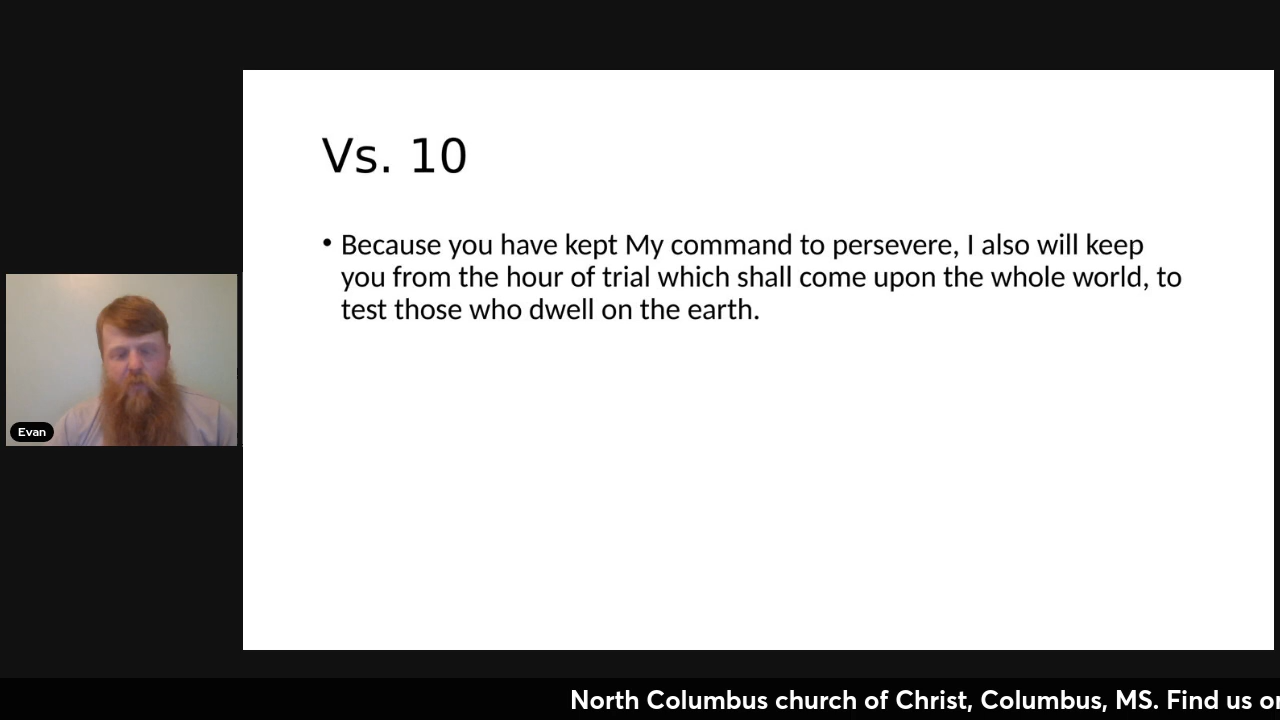 Vs. 10
• Because you have kept My command to persevere, I also will keep
you from the hour of trial which shall come upon the whole world, to
test those who dwell on the earth.
Evan
North Columbus church of Christ, Columbus, MS. Find us